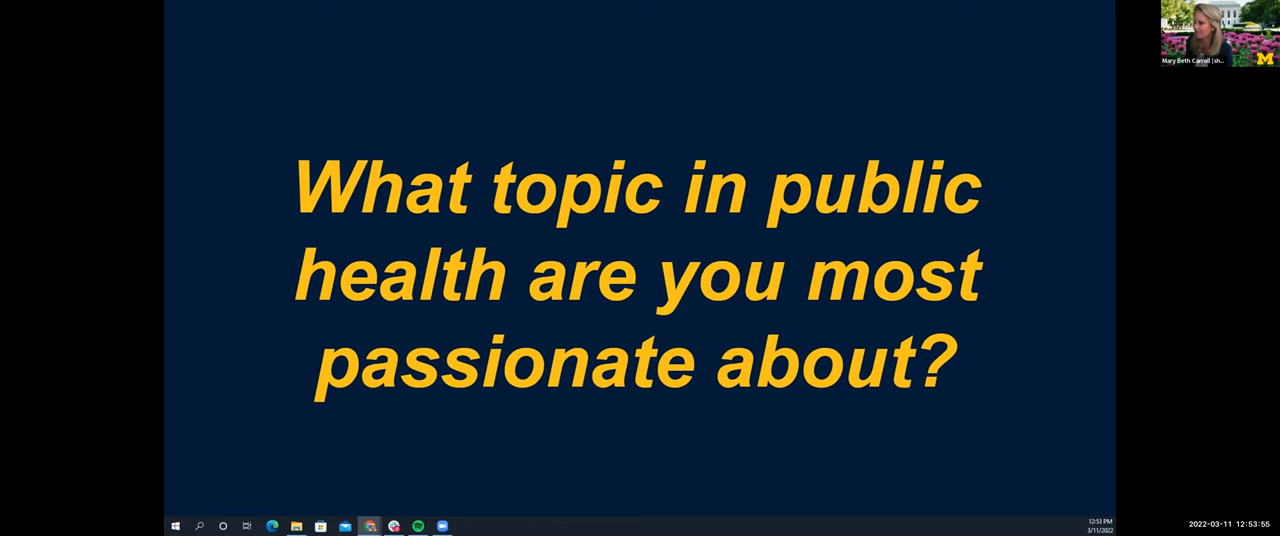 What topic in public
health are you most
passionate about?
Mary Beth Carroll (sh...
M
12:53 PM
3/11/2022
2022-03-11 12:53:55